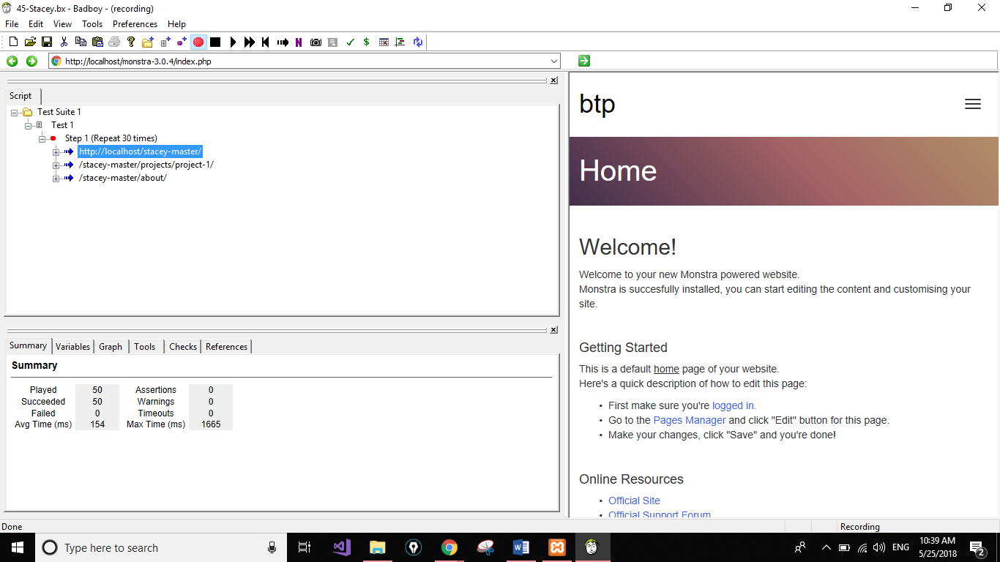 45-Stacey.bx - Badboy - (recording)
File Edit View Tools Preferences Help
http://localhost/monstra-3.0.4/index.php
Script
Test Suite 1
Test 1
Step 1 (Repeat 30 times)
http://localhost/stacey-master/
/stacey-master/projects/project-1/
/stacey-master/about/
Summary Variables Graph Tools Checks References
Summary
Played 50 Assertions 0
Succeeded 50 Warnings 0
Failed 0 Timeouts 0
Avg Time (ms) 154 Max Time (ms) 1665
btp
Home
Welcome!
Welcome to your new Monstra powered website.
Monstra is succesfully installed, you can start editing the content and customising your
site.
Getting Started
This is a default home page of your website.
Here's a quick description of how to edit this page:
• First make sure you're logged in.
• Go to the Pages Manager and click "Edit" button for this page.
• Make your changes, click "Save" and you're done!
Online Resources
• Official Site
• Official Support Forum
Done Recording
Type here to search
ENG
10:39 AM
5/25/2018
2